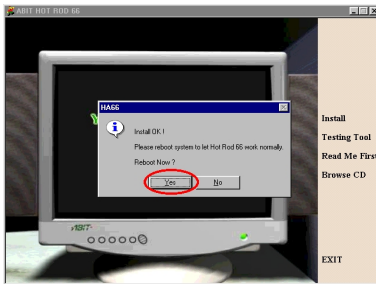 ABIT HOT ROD 66
HA66
Install OK !
Please reboot system to let Hot Rod 66 work normally.
Reboot Now ?
Yes
No
Install
Testing Tool
Read Me First
Browse CD
EXIT
ABIT